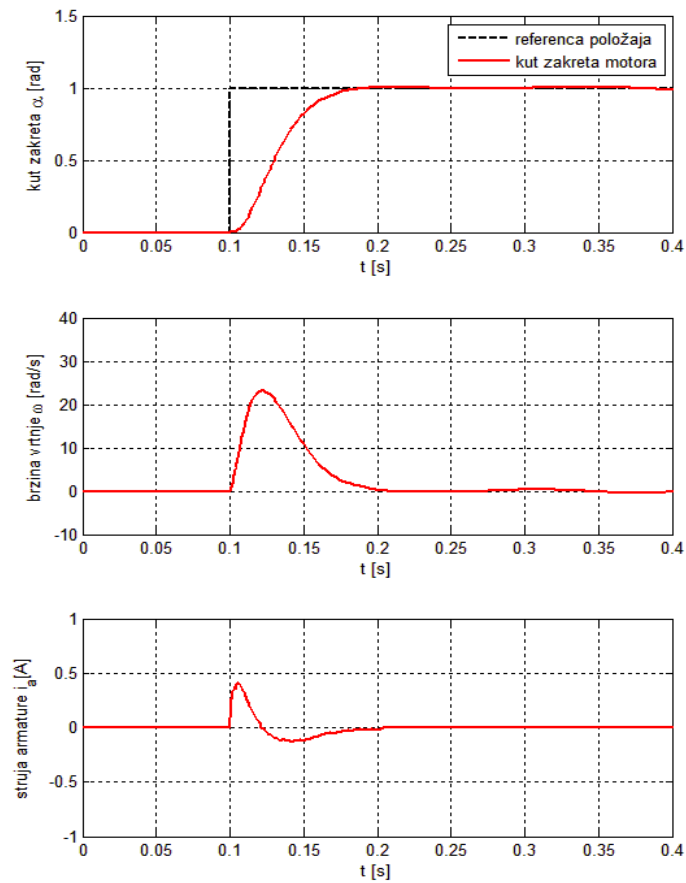 1.5
1
0.5
0
kut zakreta α [rad]
referenca položaja
kut zakreta motora
0 0.05 0.1 0.15 0.2 0.25 0.3 0.35 0.4
t [s]
40
30
20
10
0
-10
brzina vrtnje ω [rad/s]
0 0.05 0.1 0.15 0.2 0.25 0.3 0.35 0.4
t [s]
1
0.5
0
-0.5
-1
struja armature i_a[A]
0 0.05 0.1 0.15 0.2 0.25 0.3 0.35 0.4
t [s]